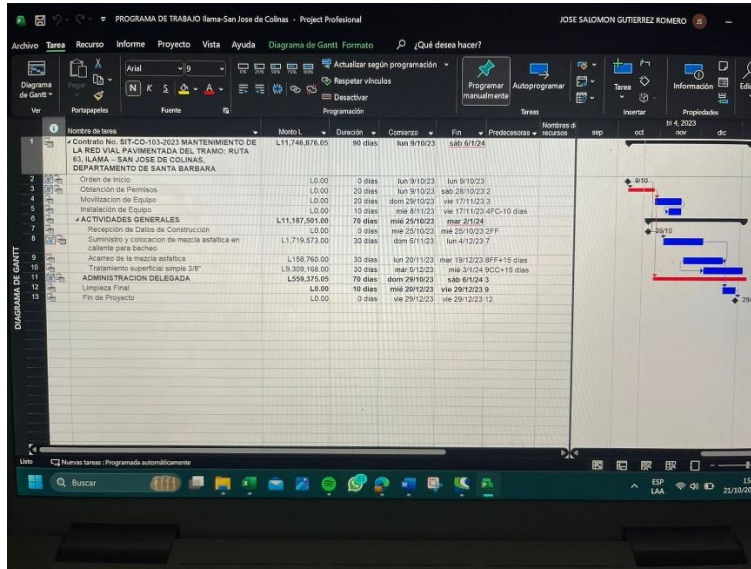 PROGRAMA DE TRABAJO Ilama-San Jose de Colinas - Project Profesional
JOSE SALOMON GUTIERREZ ROMERO
Archivo Tarea Recurso Informe Proyecto Vista Ayuda Diagrama de Gantt Formato ¿Qué desea hacer?
Diagrama de Gantt
Pegar
Arial 9
N K S
Actualizar según programación
Respetar vínculos
Desactivar
Programar manualmente
Autoprogramar
Tarea
Información
Ver Portapapeles Fuente Programación Tareas Insertar Propiedades
Nombre de tarea Monto L Duración Comienzo Fin Predecesoras Nombres de recursos sep tri 4, 2023 oct nov dic
1 Contrato No. SIT-CO-103-2023 MANTENIMIENTO DE LA RED VIAL PAVIMENTADA DEL TRAMO: RUTA 63, ILAMA – SAN JOSE DE COLINAS, DEPARTAMENTO DE SANTA BARBARA L11,746,876.05 90 días lun 9/10/23 sáb 6/1/24
2 Orden de Inicio L0.00 0 días lun 9/10/23 lun 9/10/23 9/10
3 Obtención de Permisos L0.00 20 días lun 9/10/23 sáb 28/10/23 2
4 Movilizacion de Equipo L0.00 20 días dom 29/10/23 vie 17/11/23 3
5 Instalación de Equipo L0.00 10 días mié 8/11/23 vie 17/11/23 4FC-10 días
6 ACTIVIDADES GENERALES L11,187,501.00 70 días mié 25/10/23 mar 2/1/24
7 Recepción de Datos de Construcción L0.00 0 días mié 25/10/23 mié 25/10/23 2FF 25/10
8 Suministro y colocacion de mezcla asfaltica en caliente para bacheo L1,719,573.00 30 días dom 5/11/23 lun 4/12/23 7
9 Acarreo de la mezcla asfaltica L158,760.00 30 días lun 20/11/23 mar 19/12/23 8FF+15 días
10 Tratamiento superficial simple 3/8" L9,309,168.00 30 días mar 5/12/23 mié 3/1/24 9CC+15 días
11 ADMINISTRACION DELEGADA L559,375.05 70 días dom 29/10/23 sáb 6/1/24 3
12 Limpieza Final L0.00 10 días mié 20/12/23 vie 29/12/23 9
13 Fin de Proyecto L0.00 0 días vie 29/12/23 vie 29/12/23 12
DIAGRAMA DE GANTT
Listo Nuevas tareas : Programada automáticamente
Buscar
ESP
LAA